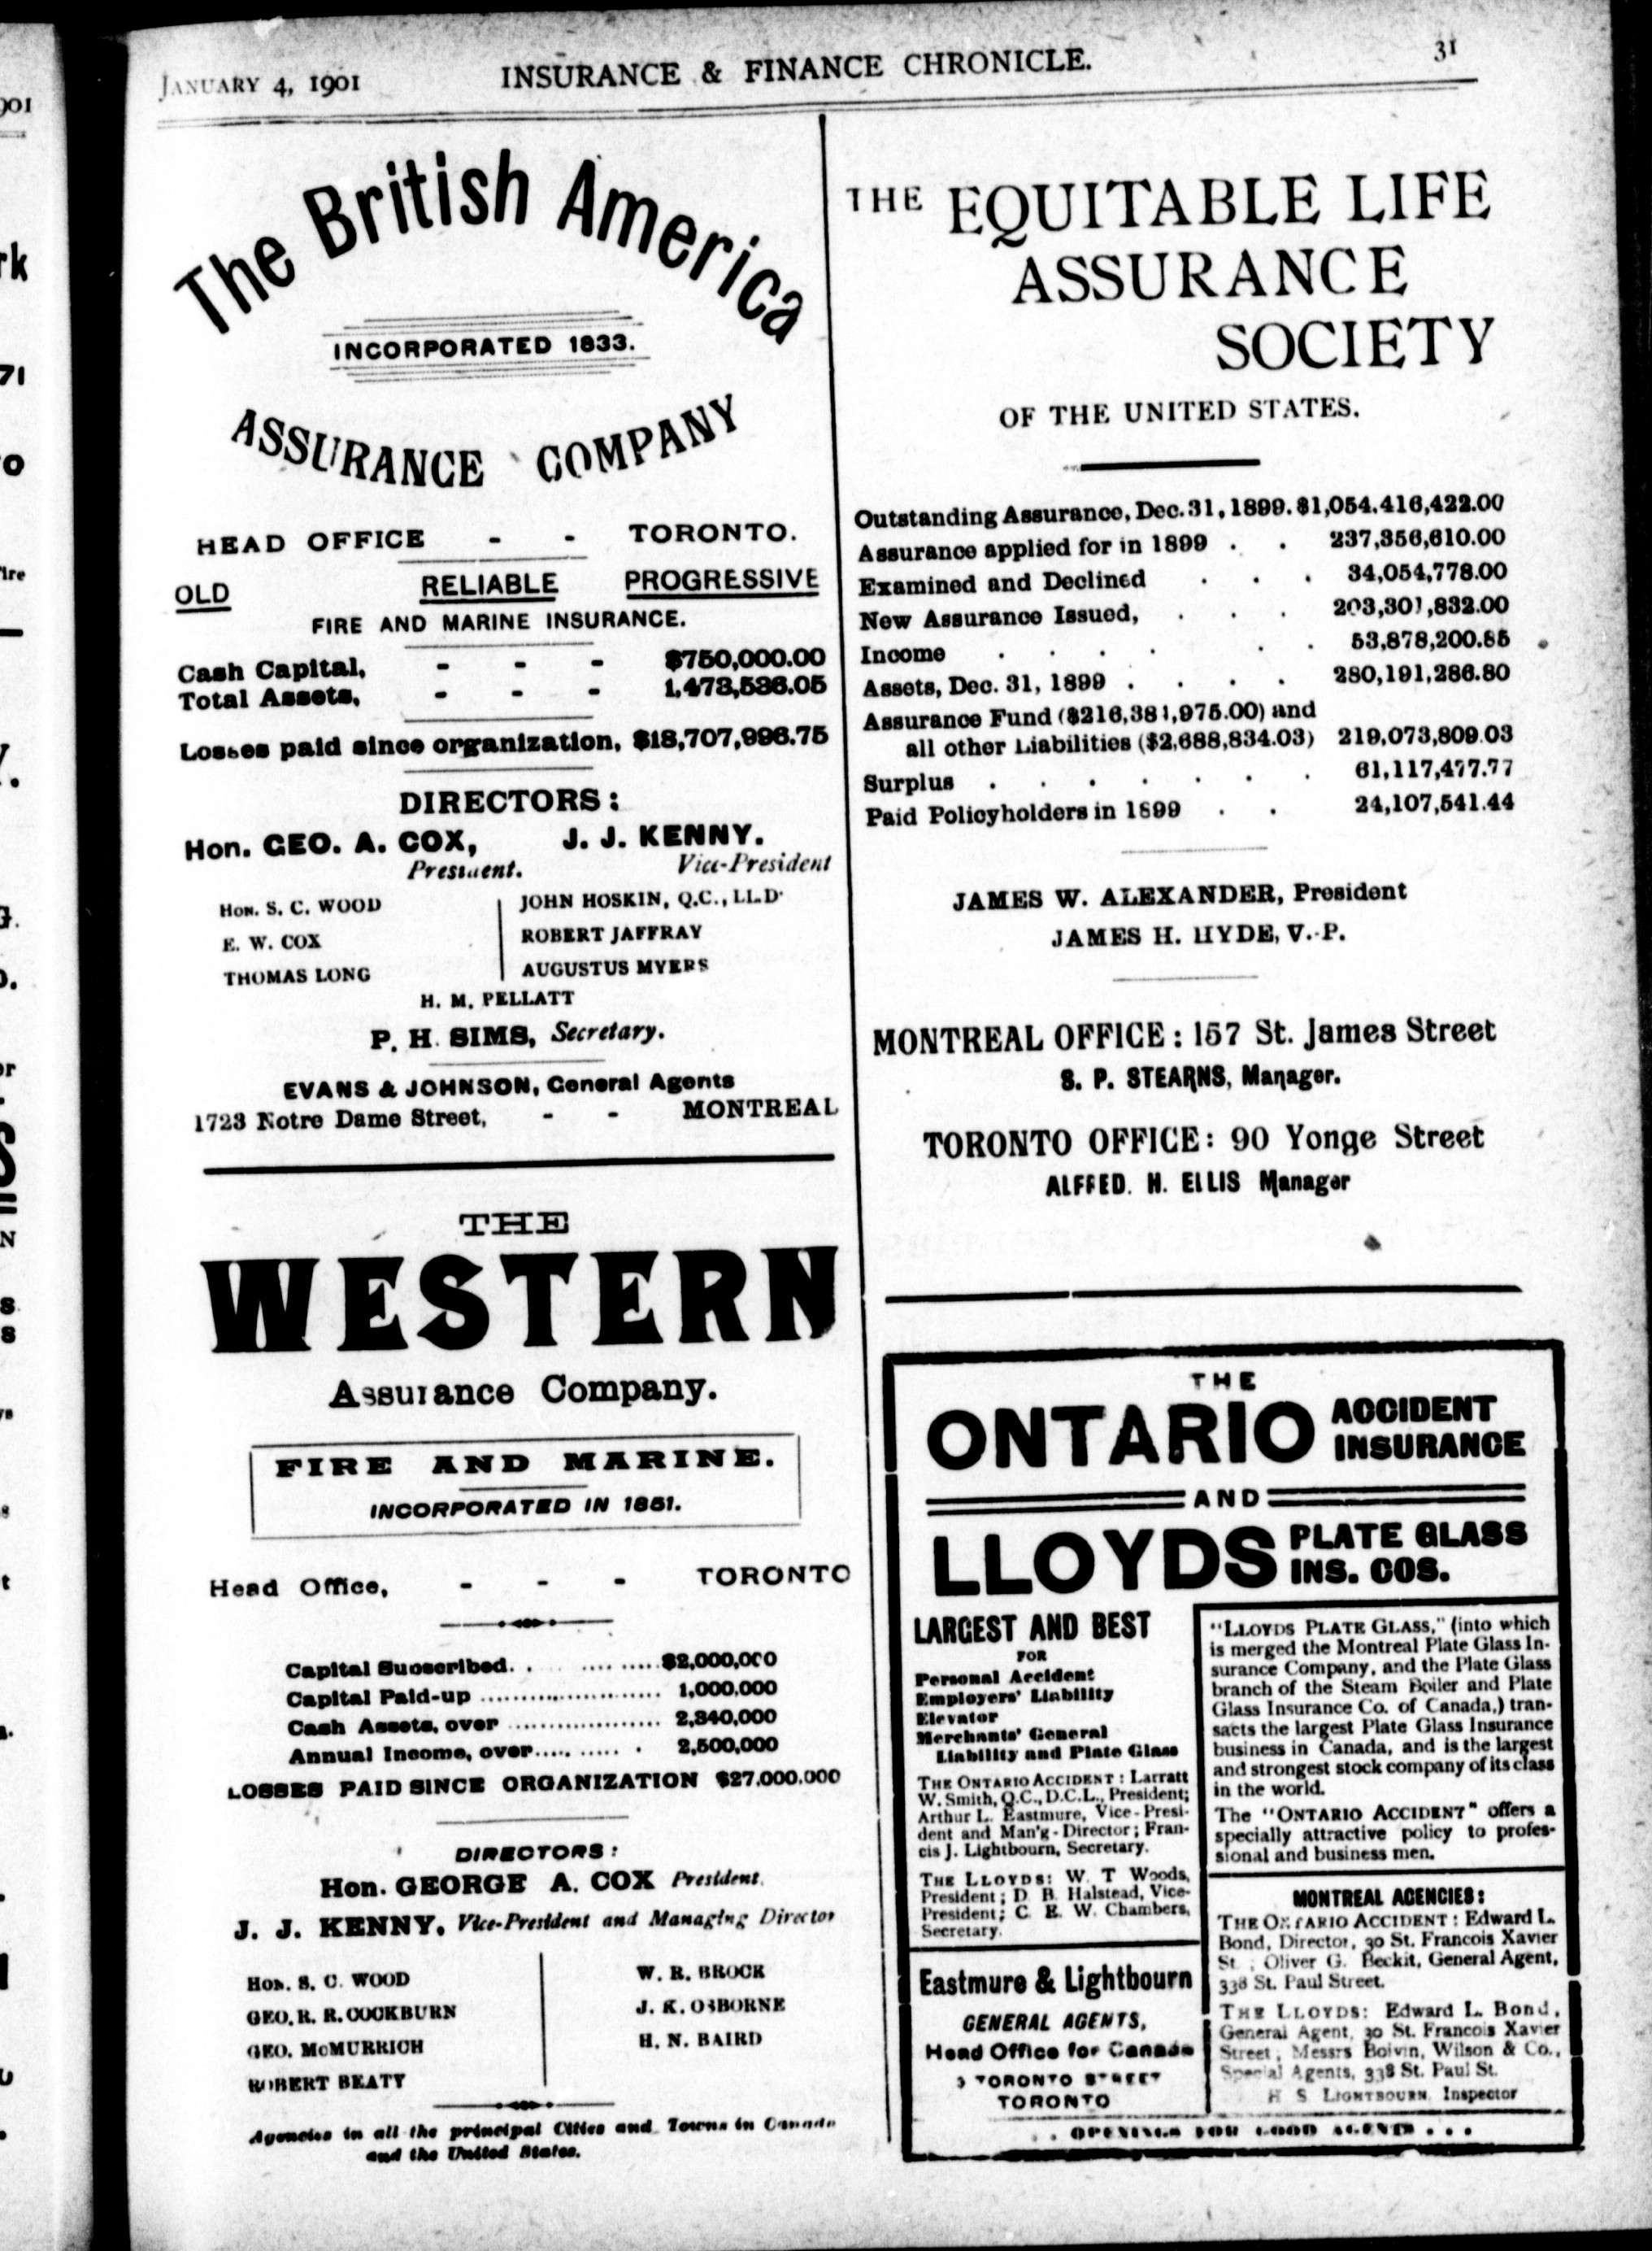 JANUARY 4, 1901
INSURANCE & FINANCE CHRONICLE.
31
The British America
INCORPORATED 1833.
ASSURANCE COMPANY
HEAD OFFICE - - TORONTO.
OLD RELIABLE PROGRESSIVE
FIRE AND MARINE INSURANCE.
Cash Capital, - - - $750,000.00
Total Assets, - - - 1,473,536.05
Losses paid since organization, $18,707,996.75
DIRECTORS:
Hon. GEO. A. COX, J. J. KENNY.
President. Vice-President
HON. S. C. WOOD JOHN HOSKIN, Q.C., LL.D.
E. W. COX ROBERT JAFFRAY
THOMAS LONG AUGUSTUS MYERS
H. M. PELLATT
P. H. SIMS, Secretary.
EVANS & JOHNSON, General Agents
1723 Notre Dame Street, - - MONTREAL
THE
WESTERN
Assurance Company.
FIRE AND MARINE.
INCORPORATED IN 1851.
Head Office, - - - TORONTO
Capital Subscribed. . .... .....$2,000,000
Capital Paid-up ........................ 1,000,000
Cash Assets, over .................... 2,340,000
Annual Income, over..... ..... . 2,500,000
LOSSES PAID SINCE ORGANIZATION $27,000,000
DIRECTORS:
Hon. GEORGE A. COX President.
J. J. KENNY, Vice-President and Managing Director
HON. S. C. WOOD W. R. BROCK
GEO. R. R. COCKBURN J. K. OSBORNE
GEO. McMURRICH H. N. BAIRD
ROBERT BEATY
Agencies in all the principal Cities and Towns in Canada
and the United States.
THE EQUITABLE LIFE
ASSURANCE
SOCIETY
OF THE UNITED STATES.
Outstanding Assurance, Dec. 31, 1899. $1,054,416,422.00
Assurance applied for in 1899 . . 237,356,610.00
Examined and Declined . . . 34,054,778.00
New Assurance Issued, . . . 203,301,832.00
Income . . . . . . 53,878,200.85
Assets, Dec. 31, 1899 . . . . 280,191,286.80
Assurance Fund ($216,381,975.00) and
all other Liabilities ($2,688,834.03) 219,073,809.03
Surplus . . . . . . . 61,117,477.77
Paid Policyholders in 1899 . . 24,107,541.44
JAMES W. ALEXANDER, President
JAMES H. HYDE, V.-P.
MONTREAL OFFICE: 157 St. James Street
S. P. STEARNS, Manager.
TORONTO OFFICE: 90 Yonge Street
ALFRED. H. ELLIS Manager
THE
ONTARIO ACCIDENT
INSURANCE
AND
LLOYDS PLATE GLASS
INS. COS.
LARGEST AND BEST
FOR
Personal Accident
Employers' Liability
Elevator
Merchants' General
Liability and Plate Glass
THE ONTARIO ACCIDENT: Larratt
W. Smith, Q.C., D.C.L., President;
Arthur L. Eastmure, Vice-Presi-
dent and Man'g-Director; Fran-
cis J. Lightbourn, Secretary.
THE LLOYDS: W. T Woods,
President; D. B. Halstead, Vice-
President; C. E. W. Chambers,
Secretary.
Eastmure & Lightbourn
GENERAL AGENTS,
Head Office for Canada
3 TORONTO STREET
TORONTO
"LLOYDS PLATE GLASS," (into which
is merged the Montreal Plate Glass In-
surance Company, and the Plate Glass
branch of the Steam Boiler and Plate
Glass Insurance Co. of Canada,) tran-
sacts the largest Plate Glass Insurance
business in Canada, and is the largest
and strongest stock company of its class
in the world.
The "ONTARIO ACCIDENT" offers a
specially attractive policy to profes-
sional and business men.
MONTREAL AGENCIES:
THE ONTARIO ACCIDENT: Edward L.
Bond, Director, 30 St. Francois Xavier
St., Oliver G. Beckit, General Agent,
338 St. Paul Street.
THE LLOYDS: Edward L. Bond,
General Agent, 30 St. Francois Xavier
Street, Messrs Boivin, Wilson & Co.,
Special Agents, 338 St. Paul St.
H S LIGHTBOURN Inspector
. . OPENINGS FOR GOOD AGENTS . . .